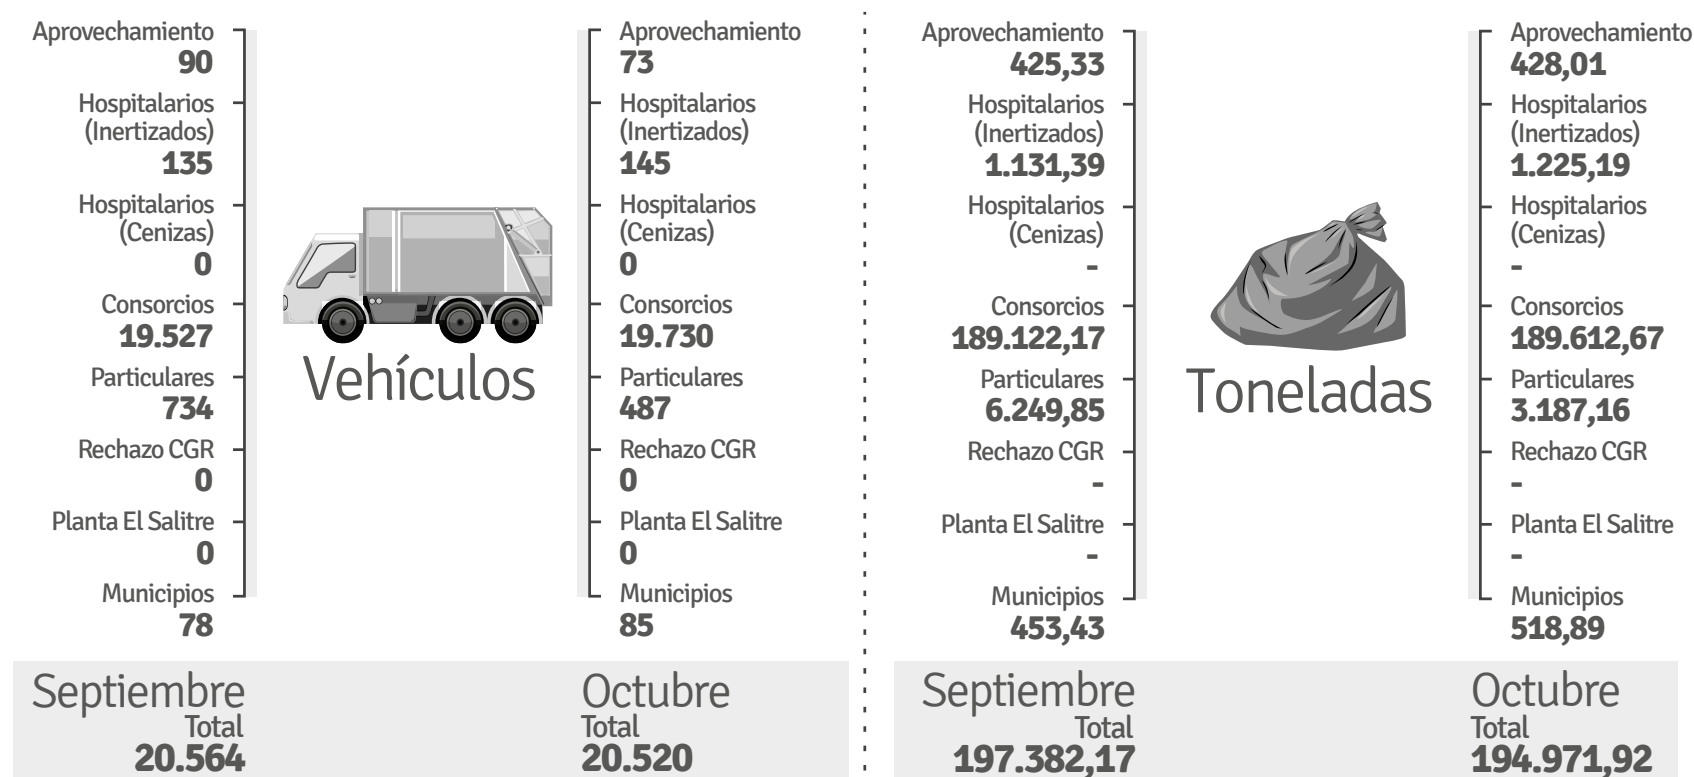 Aprovechamiento
90
Hospitalarios
(Inertizados)
135
Hospitalarios
(Cenizas)
0
Consorcios
19.527
Particulares
734
Rechazo CGR
0
Planta El Salitre
0
Municipios
78
Septiembre
Total
20.564
Vehículos
Aprovechamiento
73
Hospitalarios
(Inertizados)
145
Hospitalarios
(Cenizas)
0
Consorcios
19.730
Particulares
487
Rechazo CGR
0
Planta El Salitre
0
Municipios
85
Octubre
Total
20.520
Aprovechamiento
425,33
Hospitalarios
(Inertizados)
1.131,39
Hospitalarios
(Cenizas)
-
Consorcios
189.122,17
Particulares
6.249,85
Rechazo CGR
-
Planta El Salitre
-
Municipios
453,43
Septiembre
Total
197.382,17
Toneladas
Aprovechamiento
428,01
Hospitalarios
(Inertizados)
1.225,19
Hospitalarios
(Cenizas)
-
Consorcios
189.612,67
Particulares
3.187,16
Rechazo CGR
-
Planta El Salitre
-
Municipios
518,89
Octubre
Total
194.971,92